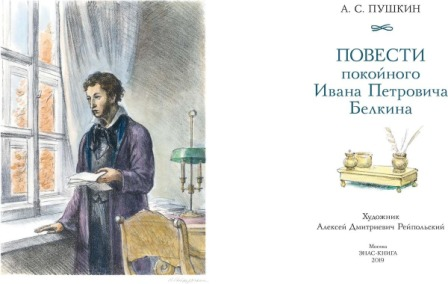 А. С. ПУШКИН
ПОВЕСТИ
покойного
Ивана Петровича
Белкина
Художник
Алексей Дмитриевич Рейпольский
Москва
ЭНАС-КНИГА
2019